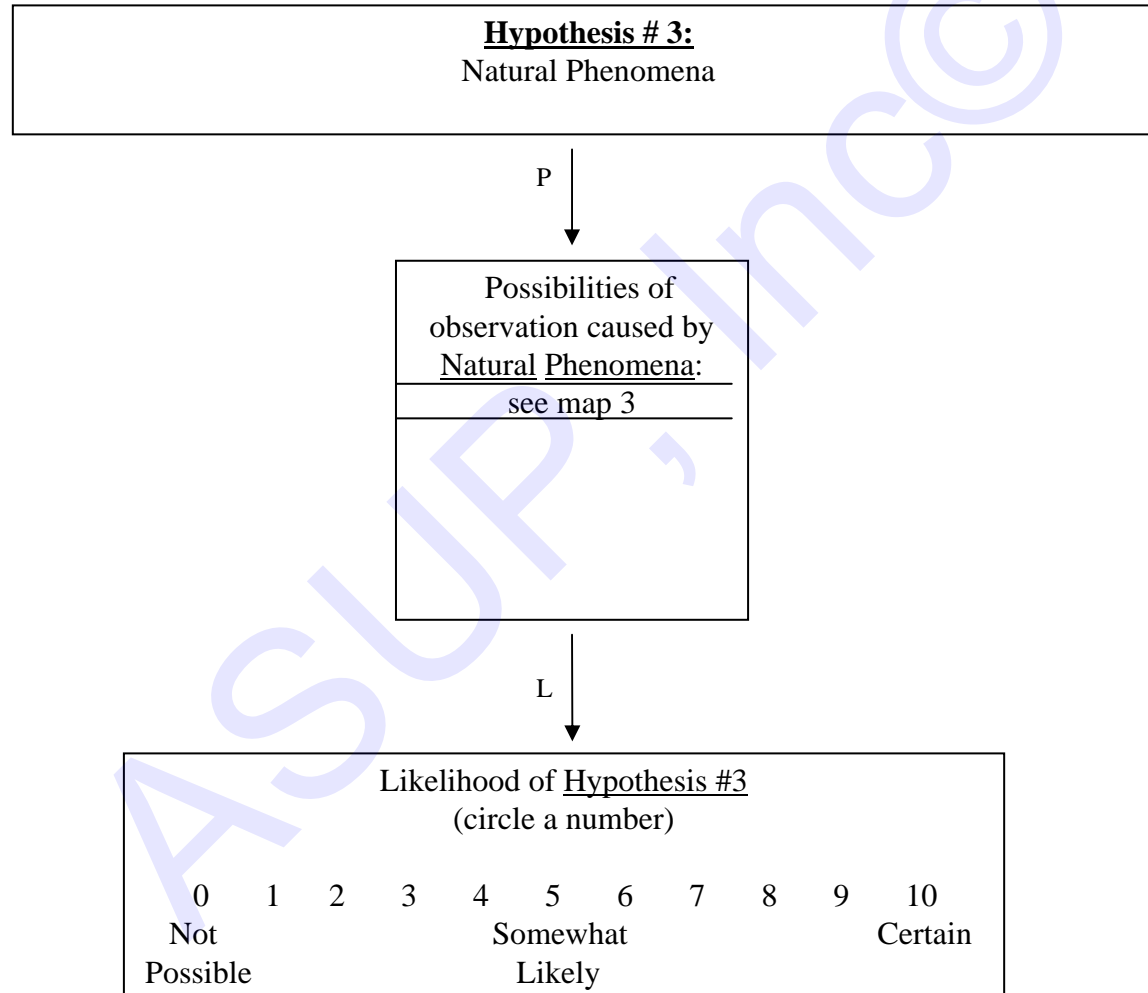 Hypothesis # 3:
Natural Phenomena
P
Possibilities of
observation caused by
Natural Phenomena:
see map 3
L
Likelihood of Hypothesis #3
(circle a number)
0 1 2 3 4 5 6 7 8 9 10
Not Somewhat Certain
Possible Likely
ASUP, Inc©